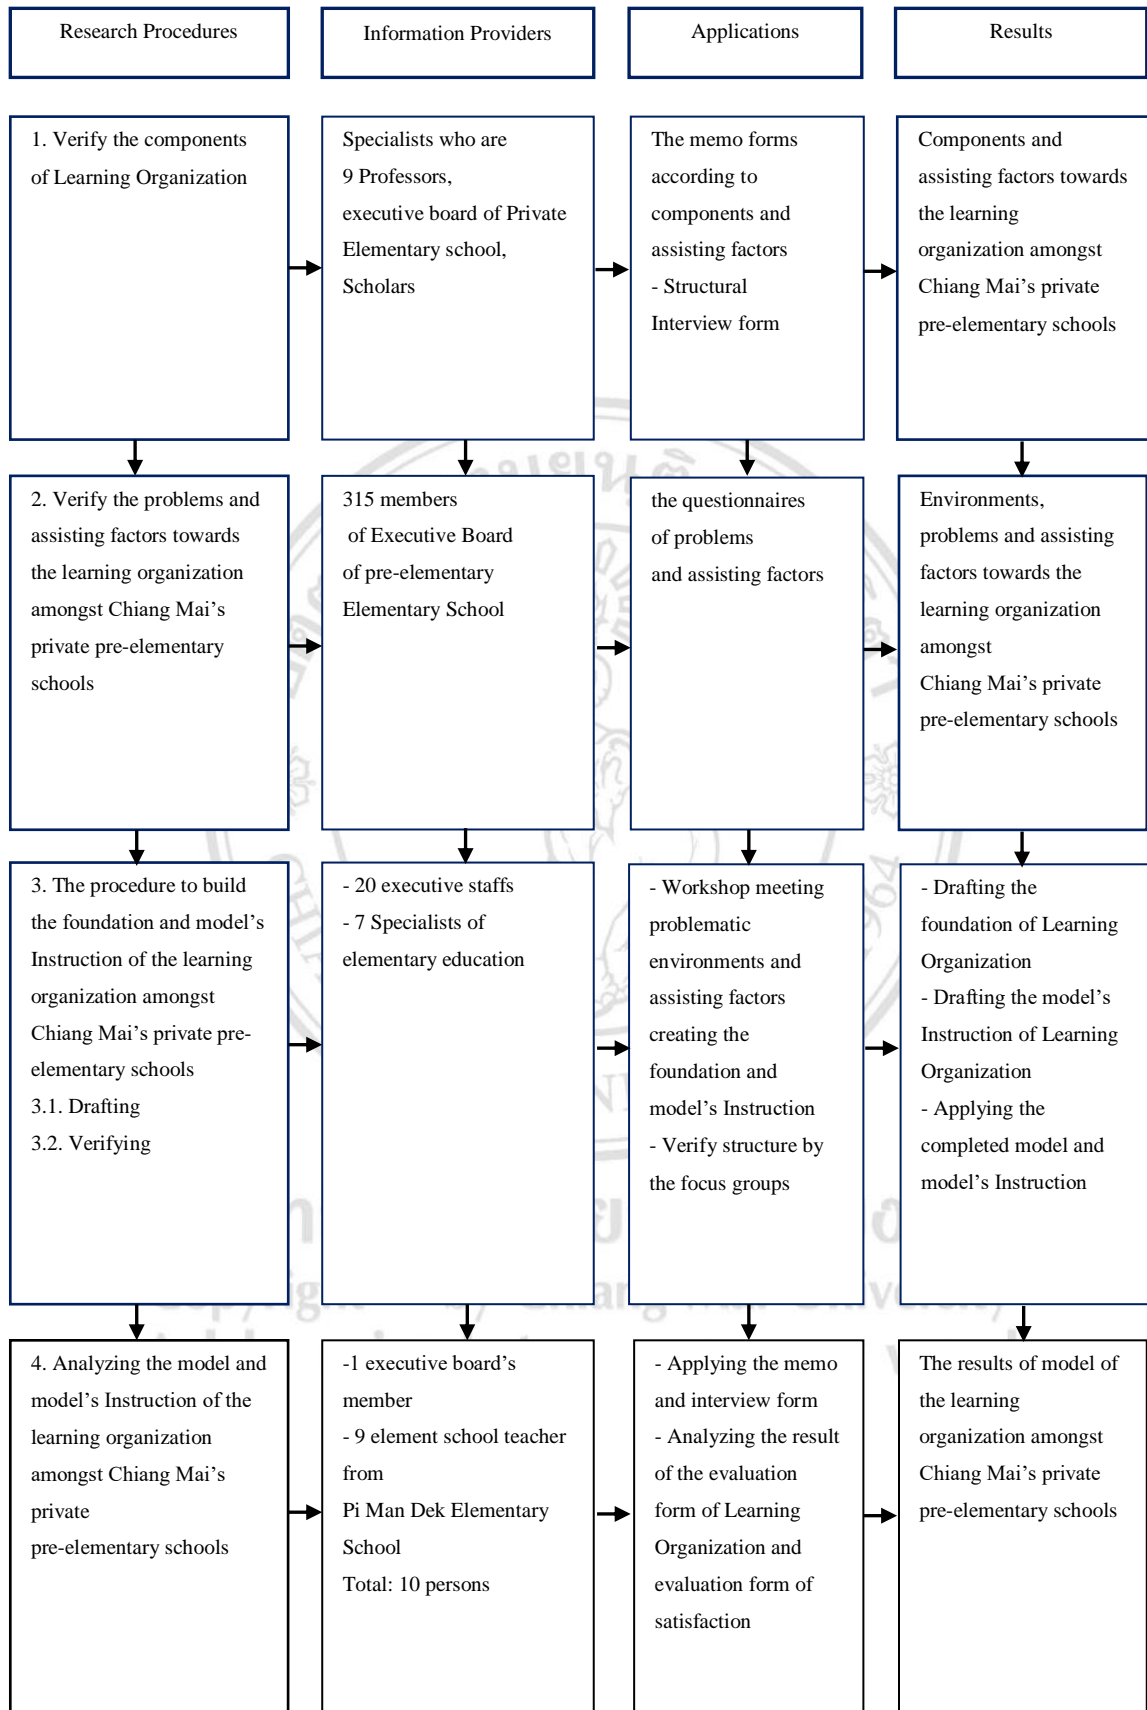 Research Procedures
Information Providers
Applications
Results
1. Verify the components
of Learning Organization
Specialists who are
9 Professors,
executive board of Private
Elementary school,
Scholars
The memo forms
according to
components and
assisting factors
- Structural
Interview form
Components and
assisting factors towards
the learning
organization amongst
Chiang Mai’s private
pre-elementary schools
2. Verify the problems and
assisting factors towards
the learning organization
amongst Chiang Mai’s
private pre-elementary
schools
315 members
of Executive Board
of pre-elementary
Elementary School
the questionnaires
of problems
and assisting factors
Environments,
problems and assisting
factors towards the
learning organization
amongst
Chiang Mai’s private
pre-elementary schools
3. The procedure to build
the foundation and model’s
Instruction of the learning
organization amongst
Chiang Mai’s private pre-
elementary schools
3.1. Drafting
3.2. Verifying
- 20 executive staffs
- 7 Specialists of
elementary education
- Workshop meeting
problematic
environments and
assisting factors
creating the
foundation and
model’s Instruction
- Verify structure by
the focus groups
- Drafting the
foundation of Learning
Organization
- Drafting the model’s
Instruction of Learning
Organization
- Applying the
completed model and
model’s Instruction
4. Analyzing the model and
model’s Instruction of the
learning organization
amongst Chiang Mai’s
private
pre-elementary schools
-1 executive board’s
member
- 9 element school teacher
from
Pi Man Dek Elementary
School
Total: 10 persons
- Applying the memo
and interview form
- Analyzing the result
of the evaluation
form of Learning
Organization and
evaluation form of
satisfaction
The results of model of
the learning
organization amongst
Chiang Mai’s private
pre-elementary schools
1964